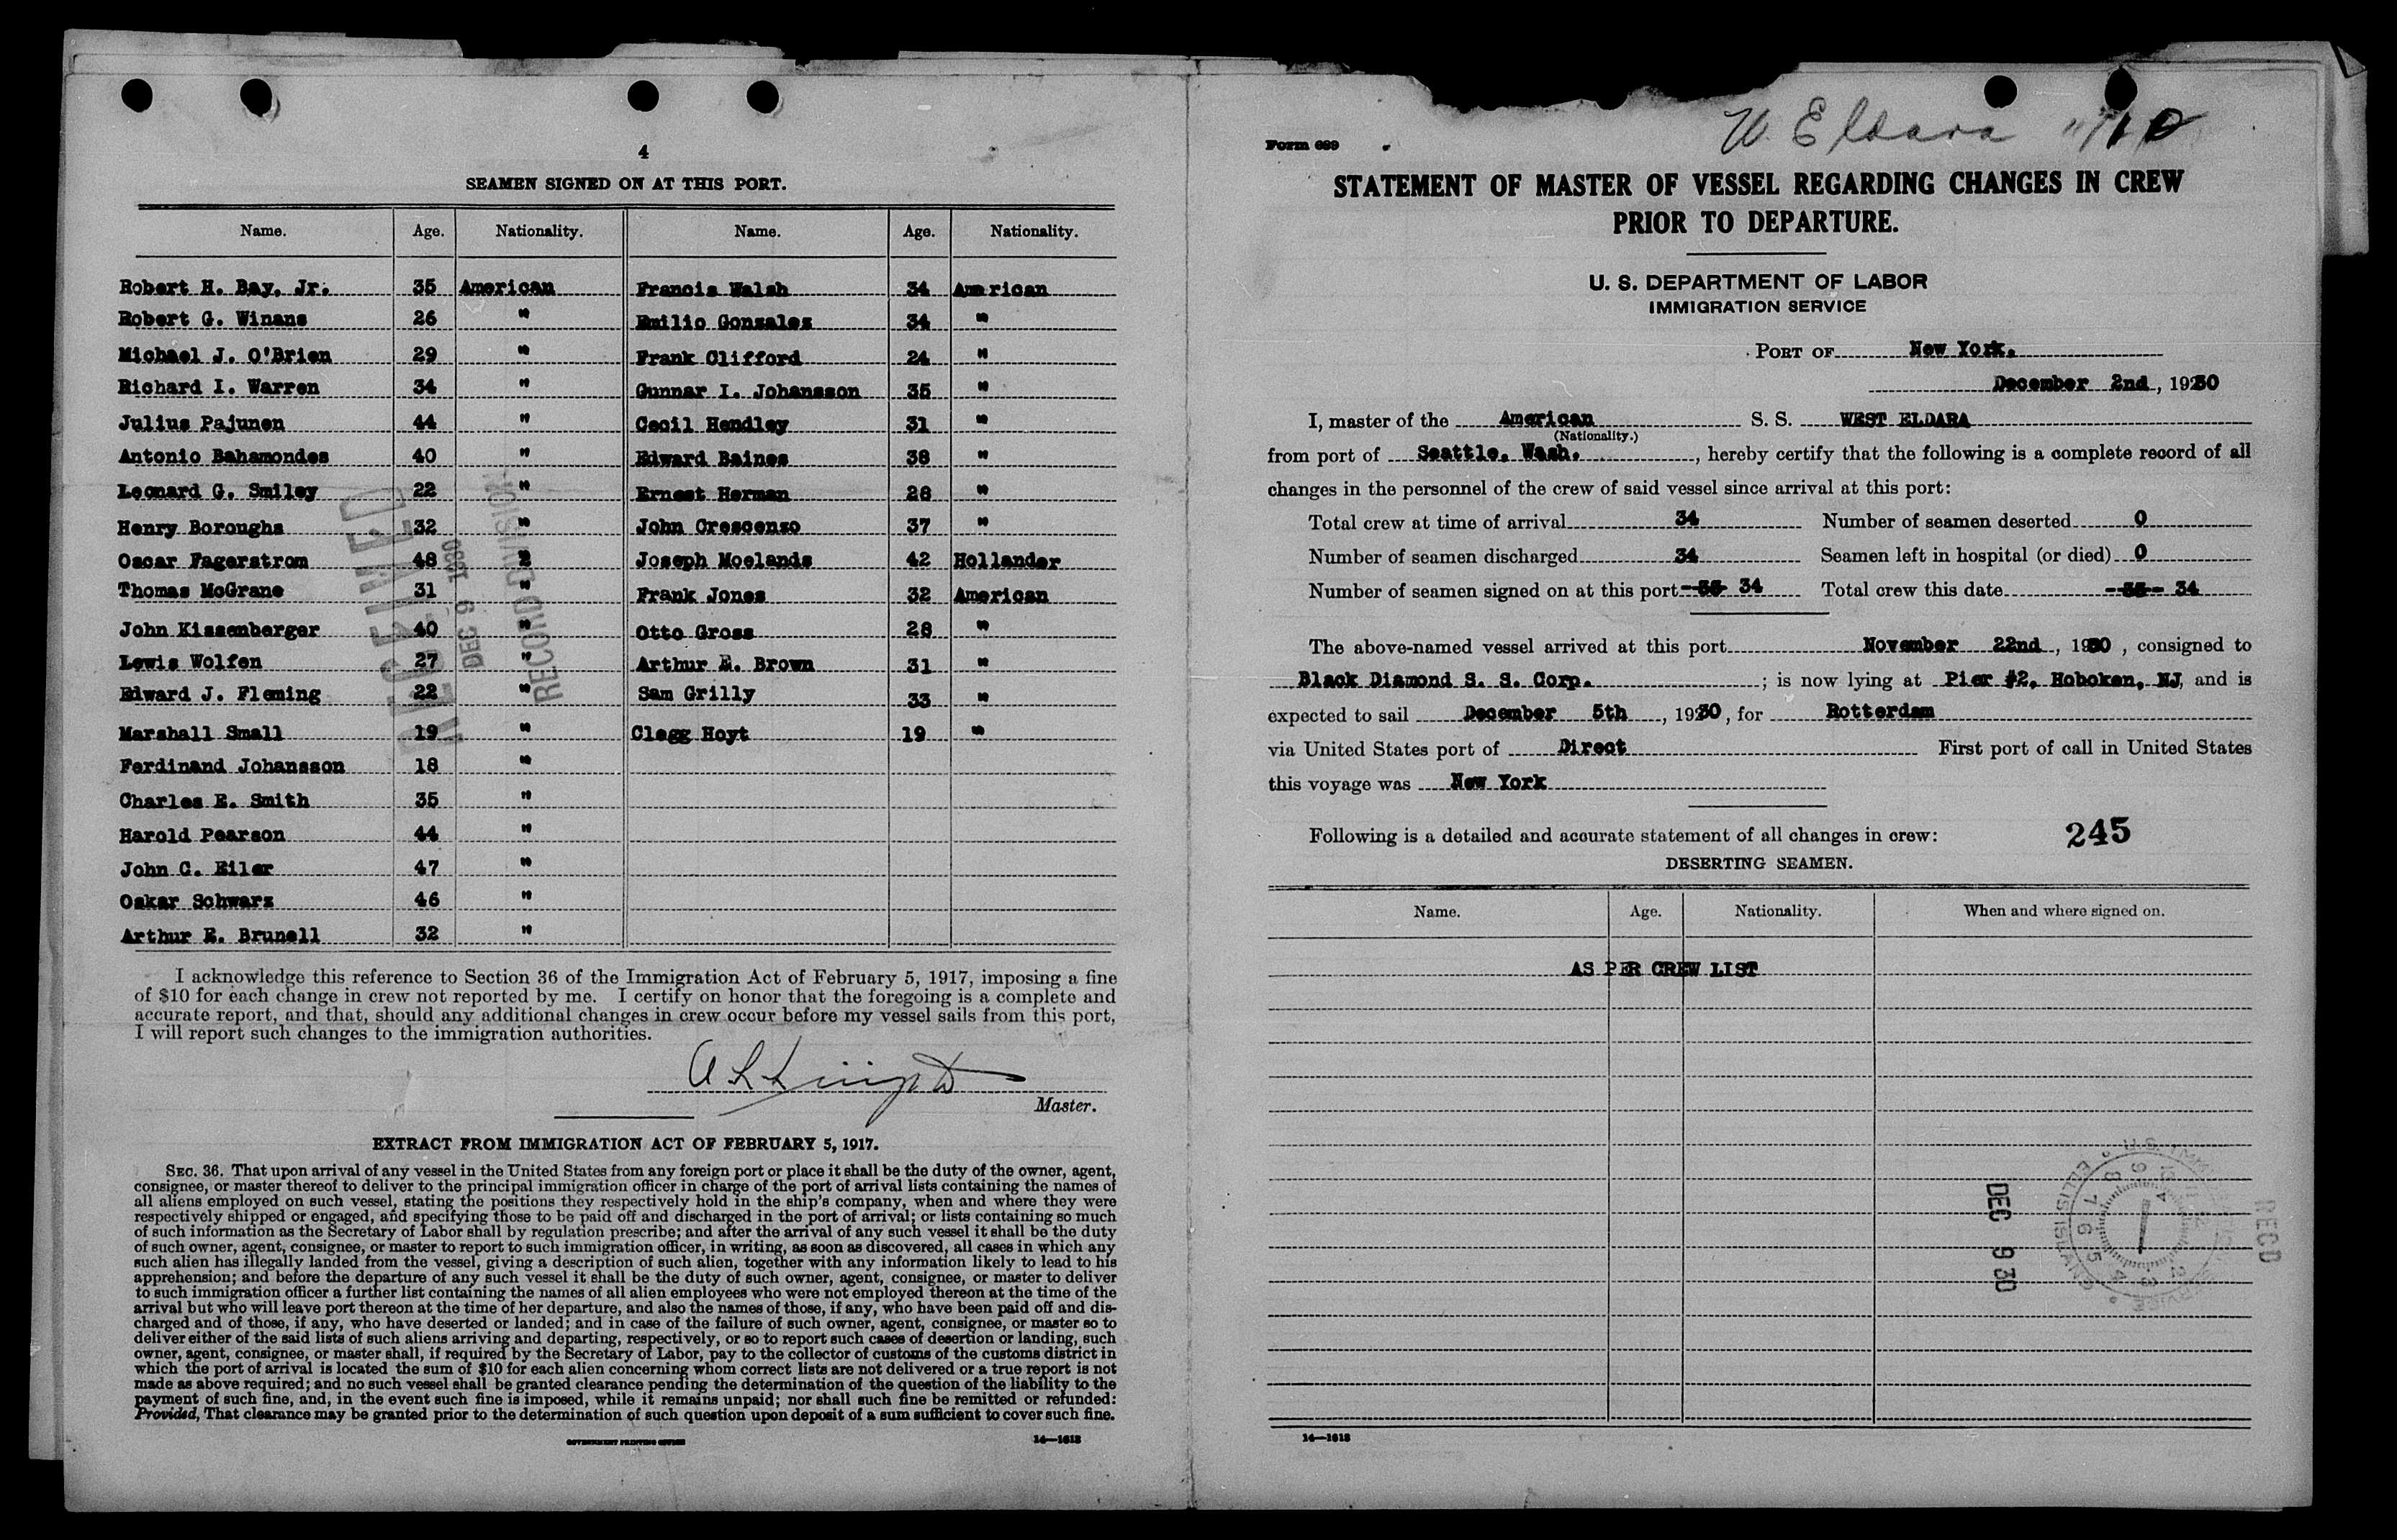 4
SEAMEN SIGNED ON AT THIS PORT.
Name. Age. Nationality. Name. Age. Nationality.
Robert H. Bay, Jr. 35 American Francis Walsh 34 American
Robert G. Winans 26 " Emilio Gonzales 34 "
Michael J. O'Brien 29 " Frank Clifford 24 "
Richard I. Warren 34 " Gunnar I. Johansson 35 "
Julius Pajunen 44 " Cecil Hendley 31 "
Antonio Bahamondes 40 " Edward Baines 38 "
Leonard G. Smiley 22 " Ernest Herman 28 "
Henry Boroughs 32 " John Crescenzo 37 "
Oscar Fagerstrom 48 " Joseph Moelands 42 Hollander
Thomas McGrane 31 " Frank Jones 32 American
John Kissenberger 40 " Otto Gross 28 "
Lewis Wolfen 27 " Arthur E. Brown 31 "
Edward J. Fleming 22 " Sam Grilly 33 "
Marshall Small 19 " Clegg Hoyt 19 "
Ferdinand Johansson 18 "
Charles E. Smith 35 "
Harold Pearson 44 "
John C. Eiler 47 "
Oskar Schwarz 46 "
Arthur E. Brunell 32 "
DEC 9 1930
RECORD DIVISION
I acknowledge this reference to Section 36 of the Immigration Act of February 5, 1917, imposing a fine
of $10 for each change in crew not reported by me. I certify on honor that the foregoing is a complete and
accurate report, and that, should any additional changes in crew occur before my vessel sails from this port,
I will report such changes to the immigration authorities.
Master.
EXTRACT FROM IMMIGRATION ACT OF FEBRUARY 5, 1917.
SEC. 36. That upon arrival of any vessel in the United States from any foreign port or place it shall be the duty of the owner, agent,
consignee, or master thereof to deliver to the principal immigration officer in charge of the port of arrival lists containing the names of
all aliens employed on such vessel, stating the positions they respectively hold in the ship's company, when and where they were
respectively shipped or engaged, and specifying those to be paid off and discharged in the port of arrival; or lists containing so much
of such information as the Secretary of Labor shall by regulation prescribe; and after the arrival of any such vessel it shall be the duty
of such owner, agent, consignee, or master to report to such immigration officer, in writing, as soon as discovered, all cases in which any
such alien has illegally landed from the vessel, giving a description of such alien, together with any information likely to lead to his
apprehension; and before the departure of any such vessel it shall be the duty of such owner, agent, consignee, or master to deliver
to such immigration officer a further list containing the names of all alien employees who were not employed thereon at the time of the
arrival but who will leave port thereon at the time of her departure, and also the names of those, if any, who have been paid off and dis-
charged and of those, if any, who have deserted or landed; and in case of the failure of such owner, agent, consignee, or master so to
deliver either of the said lists of such aliens arriving and departing, respectively, or so to report such cases of desertion or landing, such
owner, agent, consignee, or master shall, if required by the Secretary of Labor, pay to the collector of customs of the customs district in
which the port of arrival is located the sum of $10 for each alien concerning whom correct lists are not delivered or a true report is not
made as above required; and no such vessel shall be granted clearance pending the determination of the question of the liability to the
payment of such fine, and, in the event such fine is imposed, while it remains unpaid; nor shall such fine be remitted or refunded:
Provided, That clearance may be granted prior to the determination of such question upon deposit of a sum sufficient to cover such fine.
GOVERNMENT PRINTING OFFICE 14—1613
W. Eldara
Form 689
STATEMENT OF MASTER OF VESSEL REGARDING CHANGES IN CREW
PRIOR TO DEPARTURE.
U. S. DEPARTMENT OF LABOR
IMMIGRATION SERVICE
PORT OF New York.
December 2nd, 1930
I, master of the American S. S. WEST ELDARA
(Nationality.)
from port of Seattle, Wash. , hereby certify that the following is a complete record of all
changes in the personnel of the crew of said vessel since arrival at this port:
Total crew at time of arrival 34 Number of seamen deserted 0
Number of seamen discharged 34 Seamen left in hospital (or died) 0
Number of seamen signed on at this port 34 Total crew this date 34
The above-named vessel arrived at this port November 22nd, 1930, consigned to
Black Diamond S. S. Corp. ; is now lying at Pier #2, Hoboken, NJ, and is
expected to sail December 5th, 1930, for Rotterdam
via United States port of Direct First port of call in United States
this voyage was New York
Following is a detailed and accurate statement of all changes in crew: 245
DESERTING SEAMEN.
Name. Age. Nationality. When and where signed on.
AS PER CREW LIST
RECD
DEC 9 30
14—1613